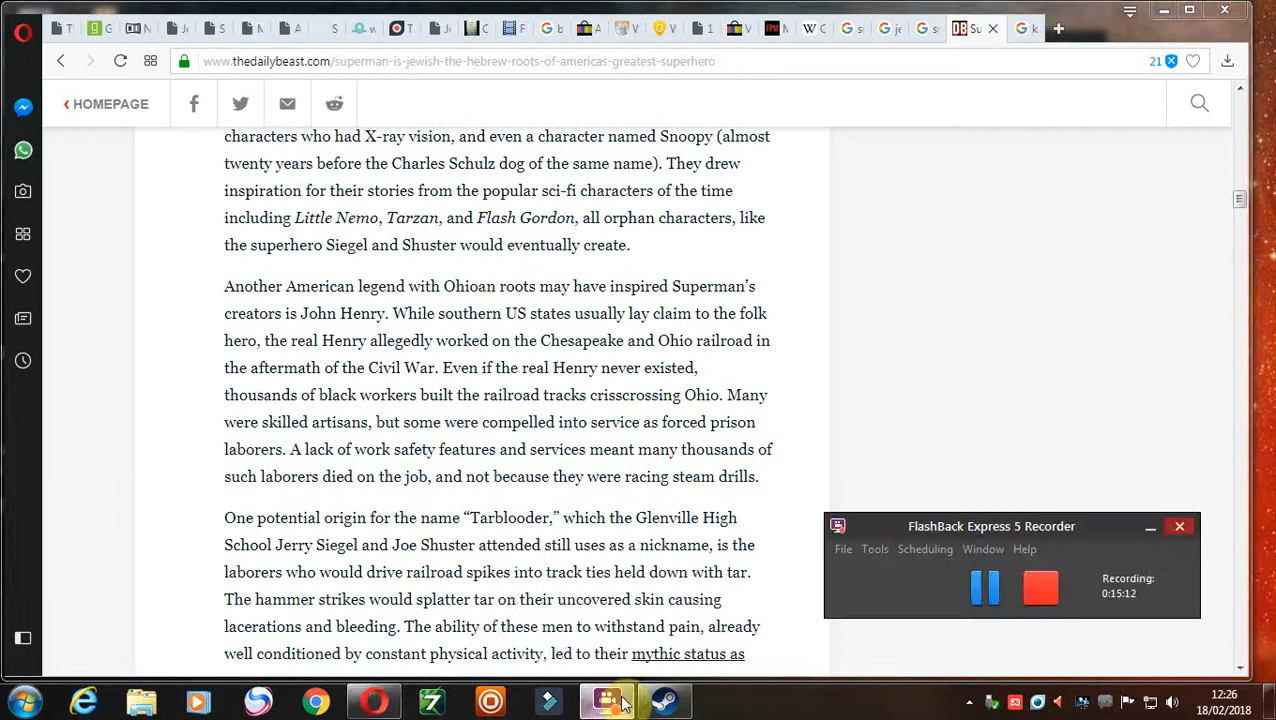 www.thedailybeast.com/superman-is-jewish-the-hebrew-roots-of-americas-greatest-superhero
21
HOMEPAGE
characters who had X-ray vision, and even a character named Snoopy (almost
twenty years before the Charles Schulz dog of the same name). They drew
inspiration for their stories from the popular sci-fi characters of the time
including Little Nemo, Tarzan, and Flash Gordon, all orphan characters, like
the superhero Siegel and Shuster would eventually create.
Another American legend with Ohioan roots may have inspired Superman’s
creators is John Henry. While southern US states usually lay claim to the folk
hero, the real Henry allegedly worked on the Chesapeake and Ohio railroad in
the aftermath of the Civil War. Even if the real Henry never existed,
thousands of black workers built the railroad tracks crisscrossing Ohio. Many
were skilled artisans, but some were compelled into service as forced prison
laborers. A lack of work safety features and services meant many thousands of
such laborers died on the job, and not because they were racing steam drills.
One potential origin for the name “Tarblooder,” which the Glenville High
School Jerry Siegel and Joe Shuster attended still uses as a nickname, is the
laborers who would drive railroad spikes into track ties held down with tar.
The hammer strikes would splatter tar on their uncovered skin causing
lacerations and bleeding. The ability of these men to withstand pain, already
well conditioned by constant physical activity, led to their mythic status as
FlashBack Express 5 Recorder
File Tools Scheduling Window Help
Recording:
0:15:12
12:26
18/02/2018